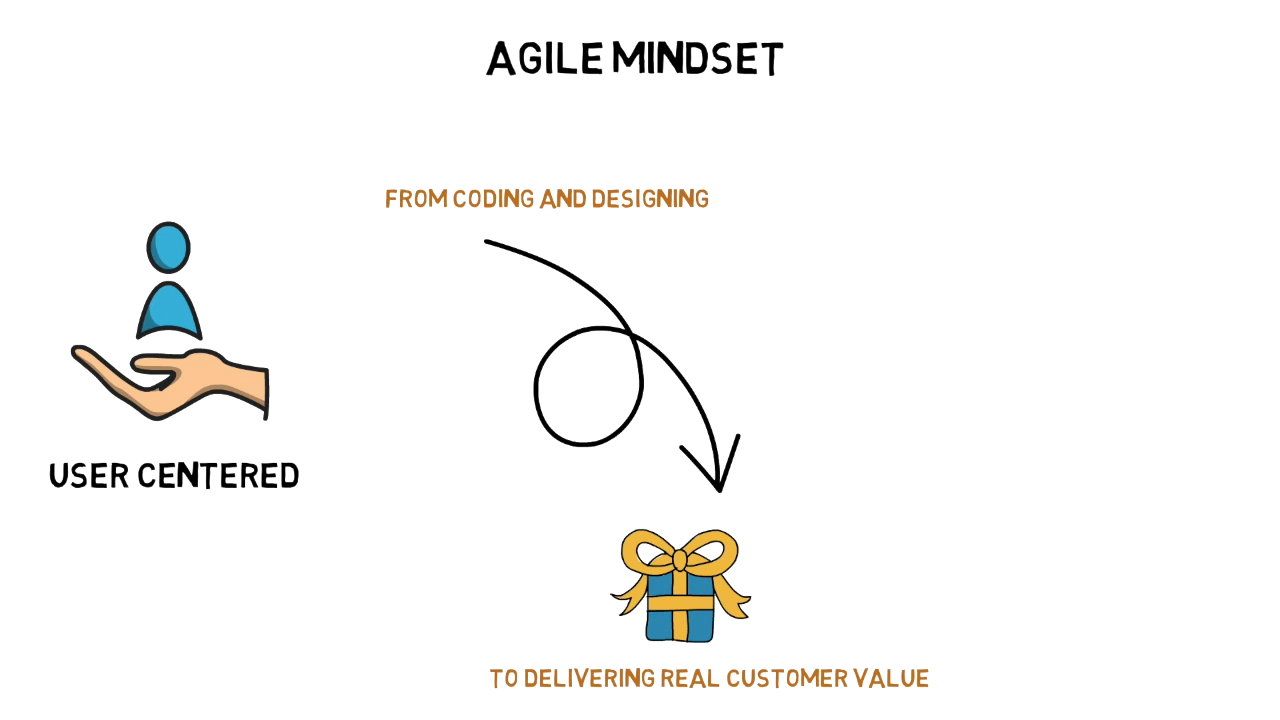 AGILE MINDSET
FROM CODING AND DESIGNING
USER CENTERED
TO DELIVERING REAL CUSTOMER VALUE